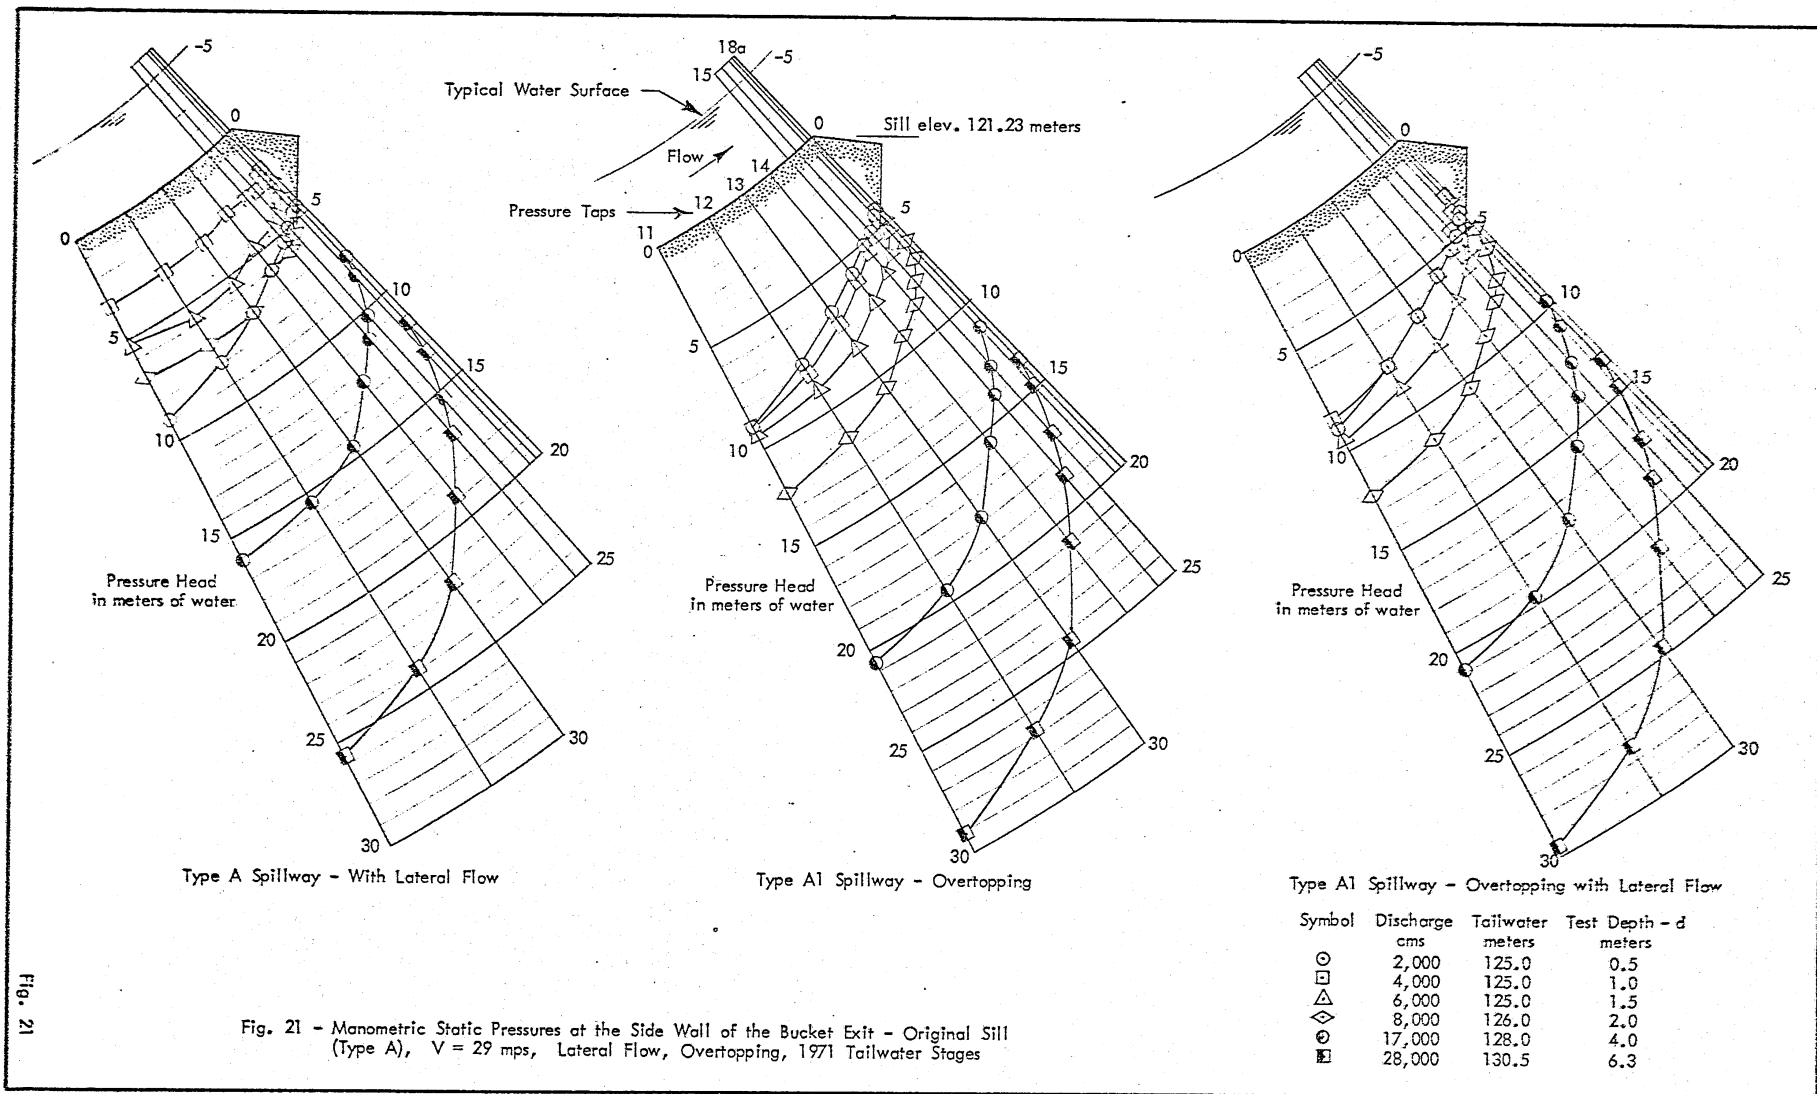 -5
0
5
10
15
20
25
30
0
5
10
15
20
25
30
Pressure Head
in meters of water
Type A Spillway - With Lateral Flow
18a
15
-5
Typical Water Surface
0
Sill elev. 121.23 meters
Flow
14
13
12
Pressure Taps
11
0
5
10
15
20
25
30
5
10
15
20
25
30
Pressure Head
in meters of water
Type A1 Spillway - Overtopping
-5
0
5
10
15
20
25
30
0
5
10
15
20
25
30
Pressure Head
in meters of water
Type A1 Spillway - Overtopping with Lateral Flow
Symbol Discharge Tailwater Test Depth - d
cms meters meters
2,000 125.0 0.5
4,000 125.0 1.0
6,000 125.0 1.5
8,000 126.0 2.0
17,000 128.0 4.0
28,000 130.5 6.3
Fig. 21 - Manometric Static Pressures at the Side Wall of the Bucket Exit - Original Sill
(Type A), V = 29 mps, Lateral Flow, Overtopping, 1971 Tailwater Stages
Fig. 21